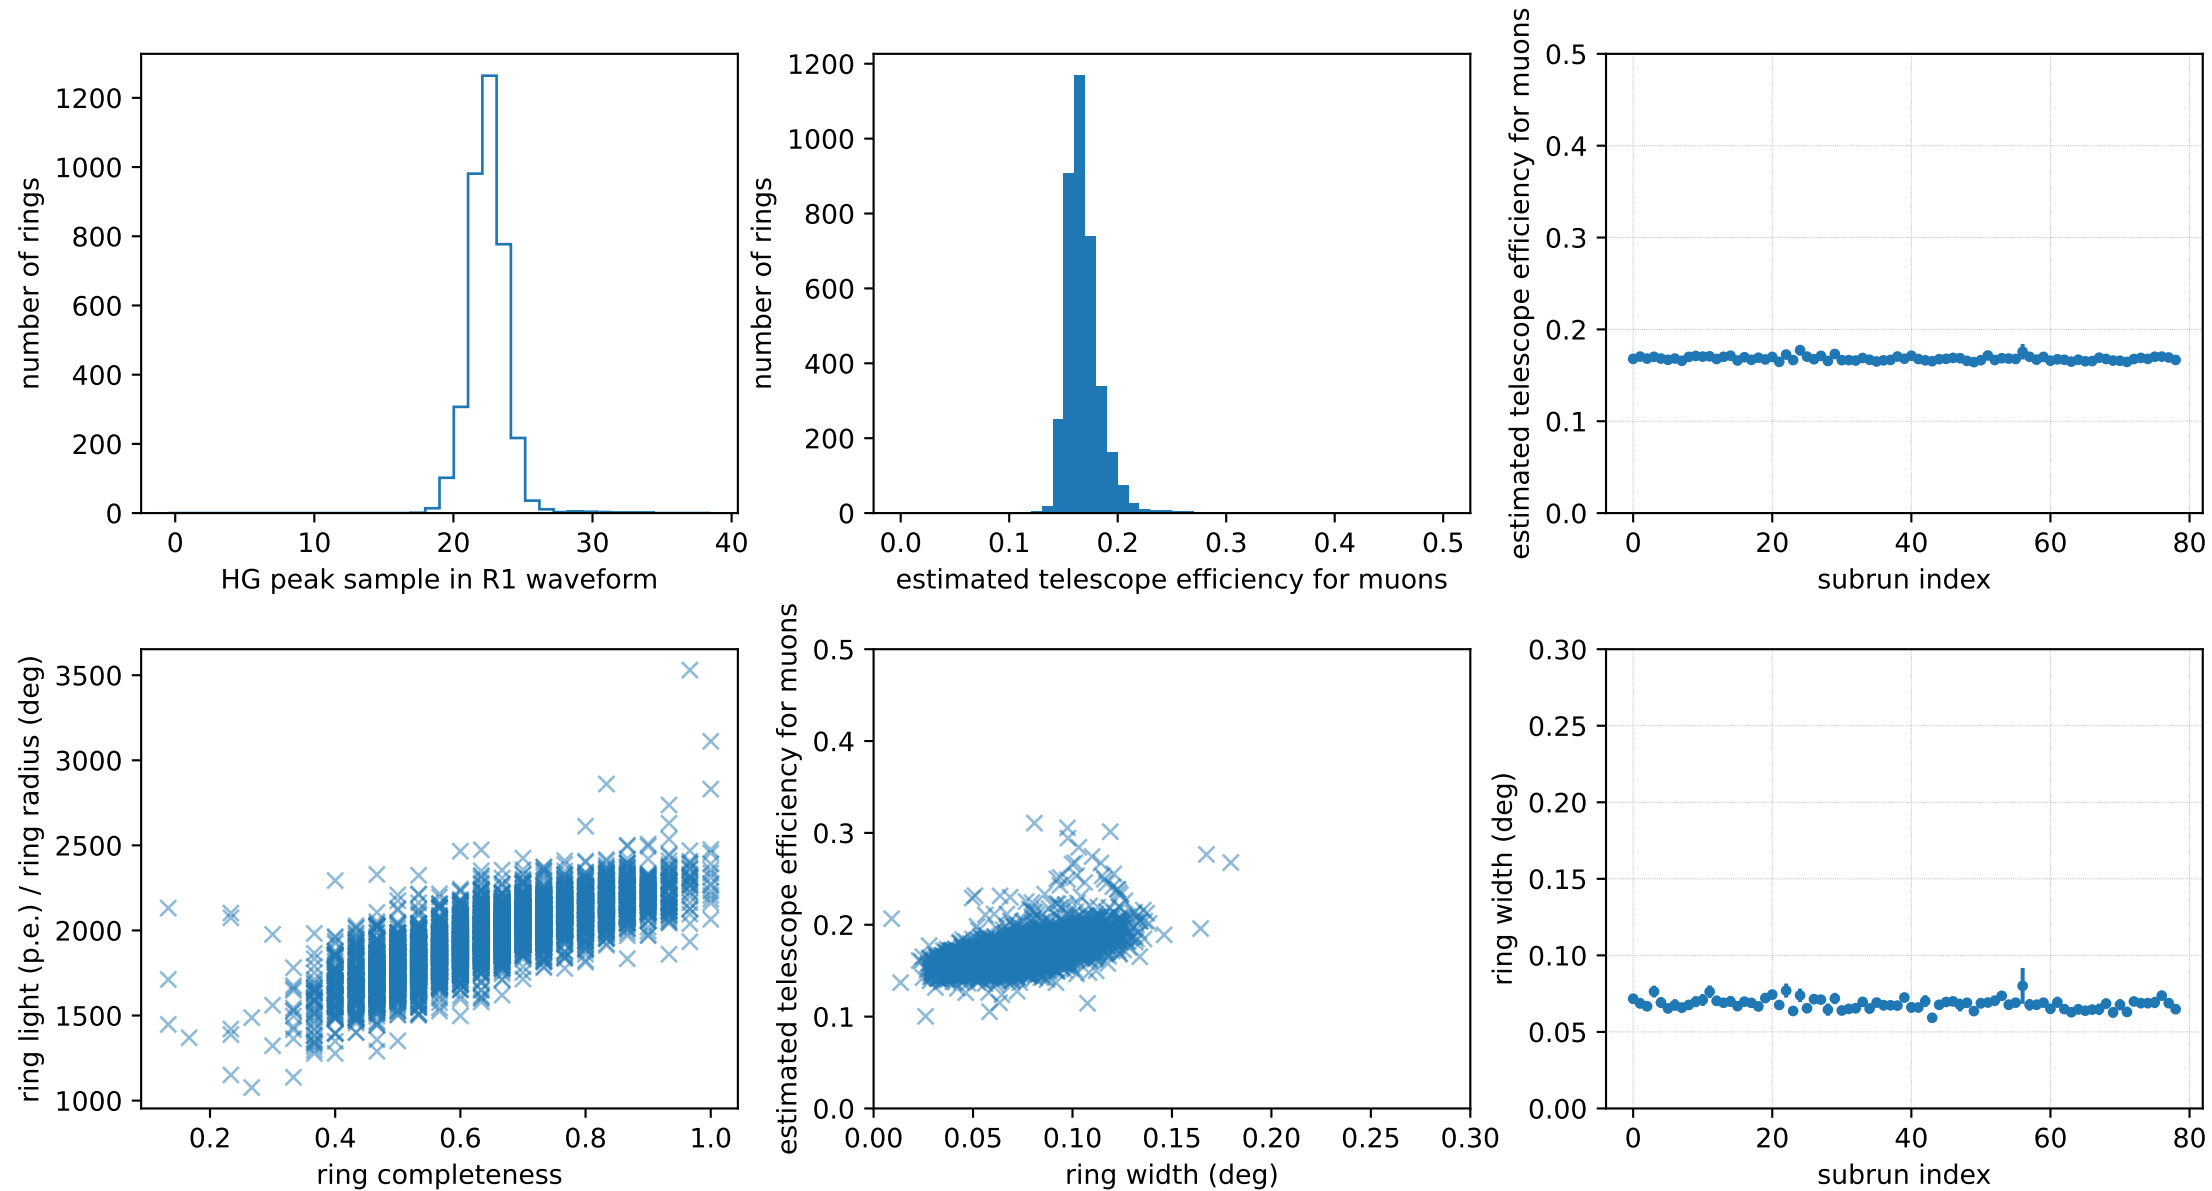 number of rings
1200
1000
800
600
400
200
0
0 10 20 30 40
HG peak sample in R1 waveform
number of rings
1200
1000
800
600
400
200
0
0.0 0.1 0.2 0.3 0.4 0.5
estimated telescope efficiency for muons
estimated telescope efficiency for muons
0.5
0.4
0.3
0.2
0.1
0.0
0 20 40 60 80
subrun index
ring light (p.e.) / ring radius (deg)
3500
3000
2500
2000
1500
1000
0.2 0.4 0.6 0.8 1.0
ring completeness
estimated telescope efficiency for muons
0.5
0.4
0.3
0.2
0.1
0.0
0.00 0.05 0.10 0.15 0.20 0.25 0.30
ring width (deg)
ring width (deg)
0.30
0.25
0.20
0.15
0.10
0.05
0.00
0 20 40 60 80
subrun index